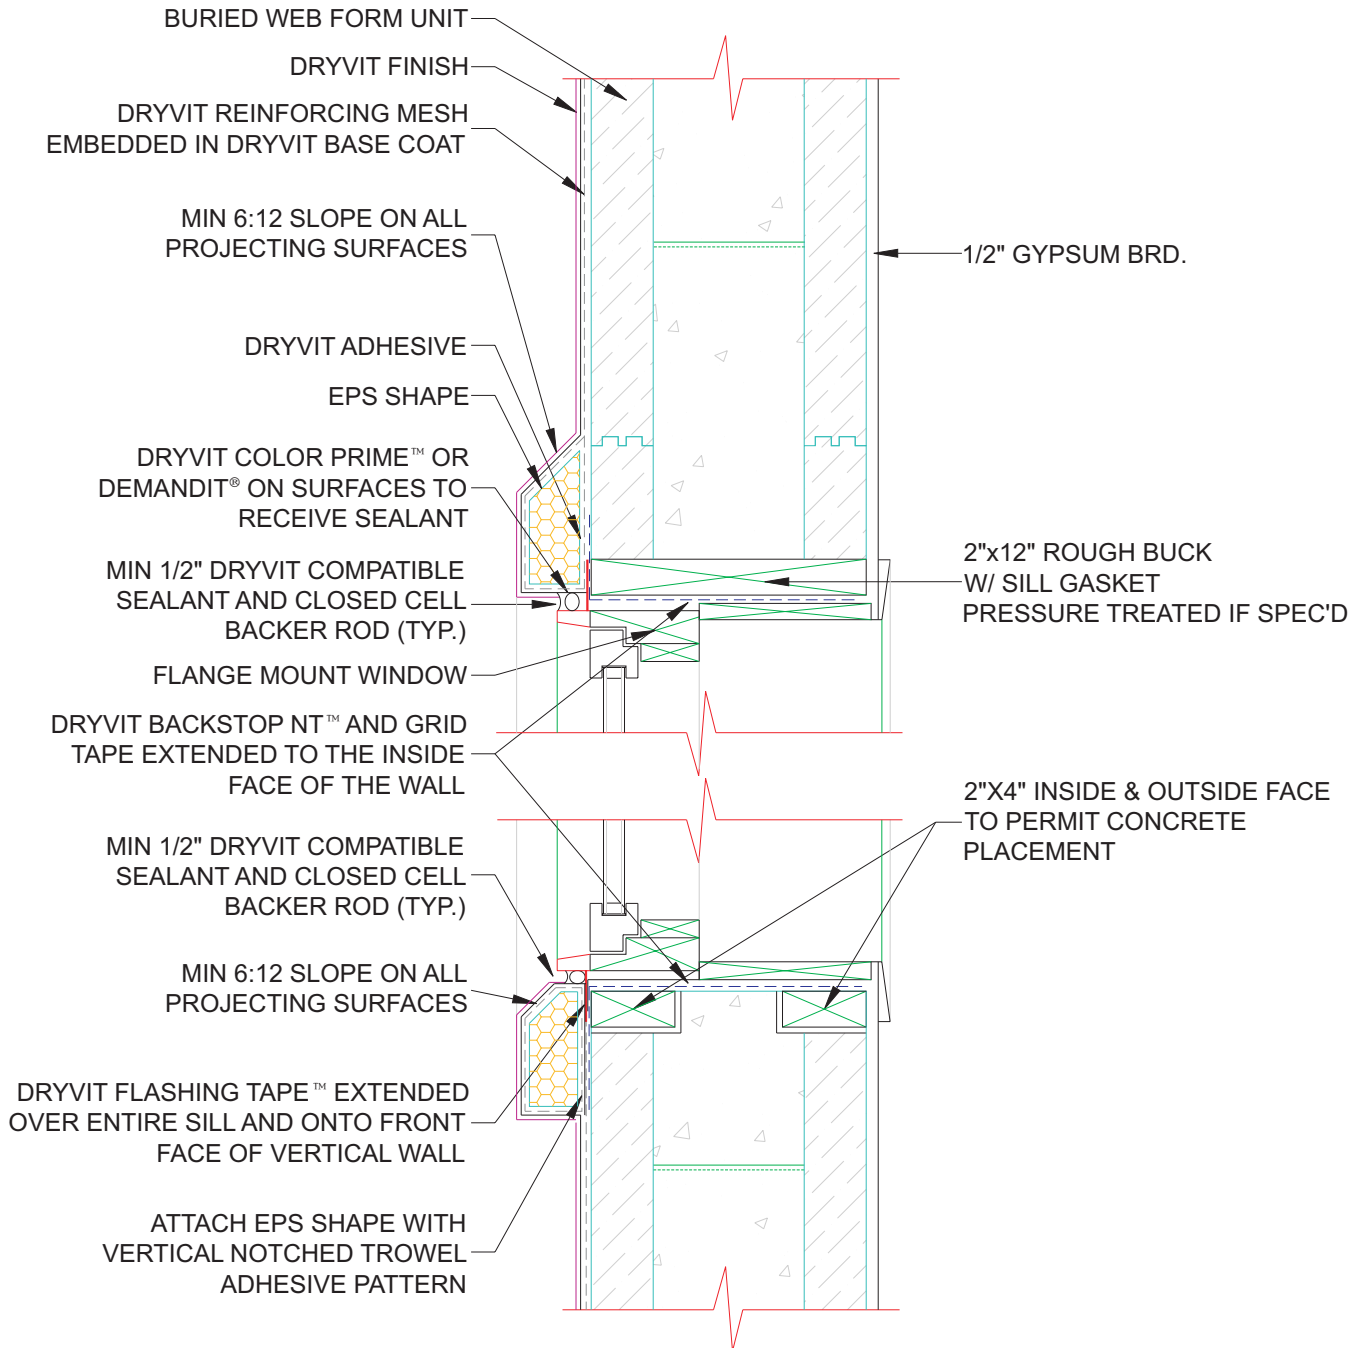 BURIED WEB FORM UNIT
DRYVIT FINISH
DRYVIT REINFORCING MESH
EMBEDDED IN DRYVIT BASE COAT
MIN 6:12 SLOPE ON ALL
PROJECTING SURFACES
DRYVIT ADHESIVE
EPS SHAPE
DRYVIT COLOR PRIME™ OR
DEMANDIT® ON SURFACES TO
RECEIVE SEALANT
MIN 1/2" DRYVIT COMPATIBLE
SEALANT AND CLOSED CELL
BACKER ROD (TYP.)
FLANGE MOUNT WINDOW
DRYVIT BACKSTOP NT™ AND GRID
TAPE EXTENDED TO THE INSIDE
FACE OF THE WALL
MIN 1/2" DRYVIT COMPATIBLE
SEALANT AND CLOSED CELL
BACKER ROD (TYP.)
MIN 6:12 SLOPE ON ALL
PROJECTING SURFACES
DRYVIT FLASHING TAPE™ EXTENDED
OVER ENTIRE SILL AND ONTO FRONT
FACE OF VERTICAL WALL
ATTACH EPS SHAPE WITH
VERTICAL NOTCHED TROWEL
ADHESIVE PATTERN
1/2" GYPSUM BRD.
2"x12" ROUGH BUCK
W/ SILL GASKET
PRESSURE TREATED IF SPEC'D
2"X4" INSIDE & OUTSIDE FACE
TO PERMIT CONCRETE
PLACEMENT